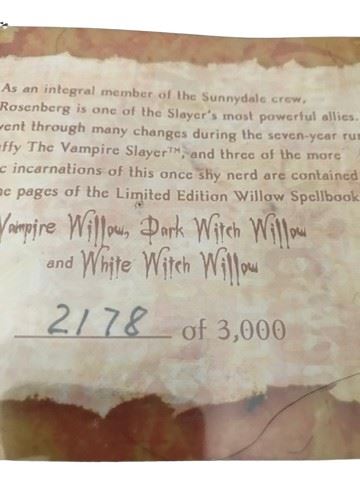 As an integral member of the Sunnydale crew,
Rosenberg is one of the Slayer's most powerful allies.
went through many changes during the seven-year run
ffy The Vampire Slayer™, and three of the more
c incarnations of this once shy nerd are contained
he pages of the Limited Edition Willow Spellbook
Vampire Willow, Dark Witch Willow
and White Witch Willow
2178 of 3,000